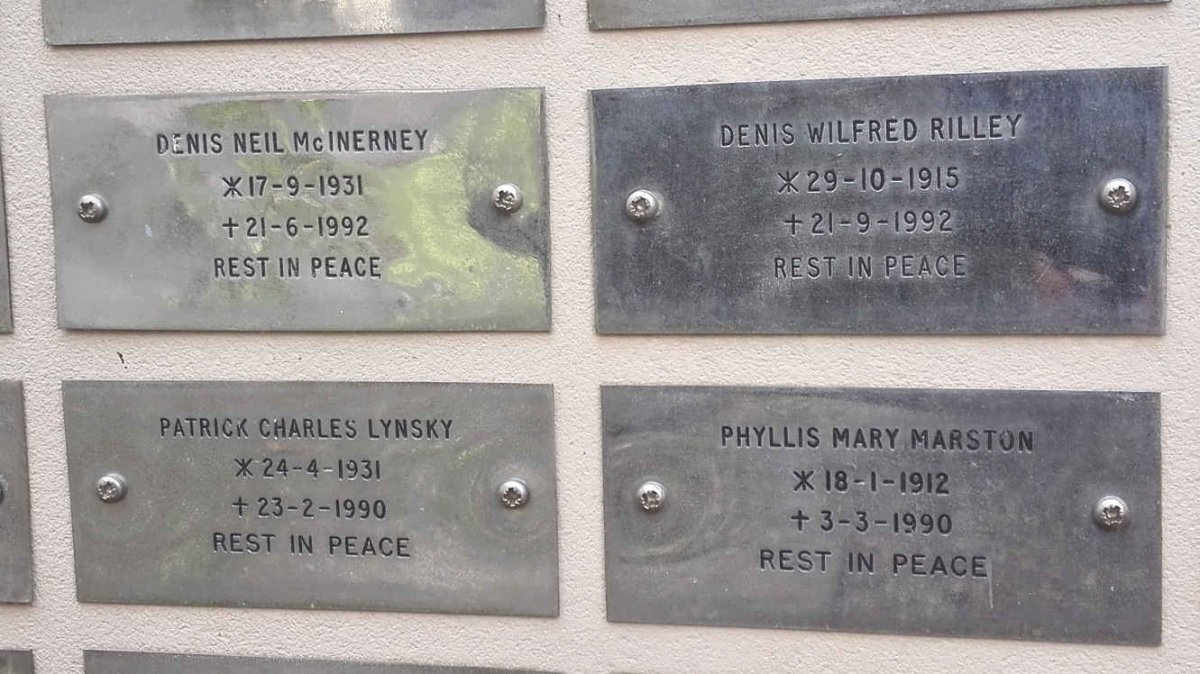 DENIS NEIL McINERNEY
*17-9-1931
†21-6-1992
REST IN PEACE
DENIS WILFRED RILLEY
*29-10-1915
†21-9-1992
REST IN PEACE
PATRICK CHARLES LYNSKY
*24-4-1931
†23-2-1990
REST IN PEACE
PHYLLIS MARY MARSTON
*18-1-1912
†3-3-1990
REST IN PEACE